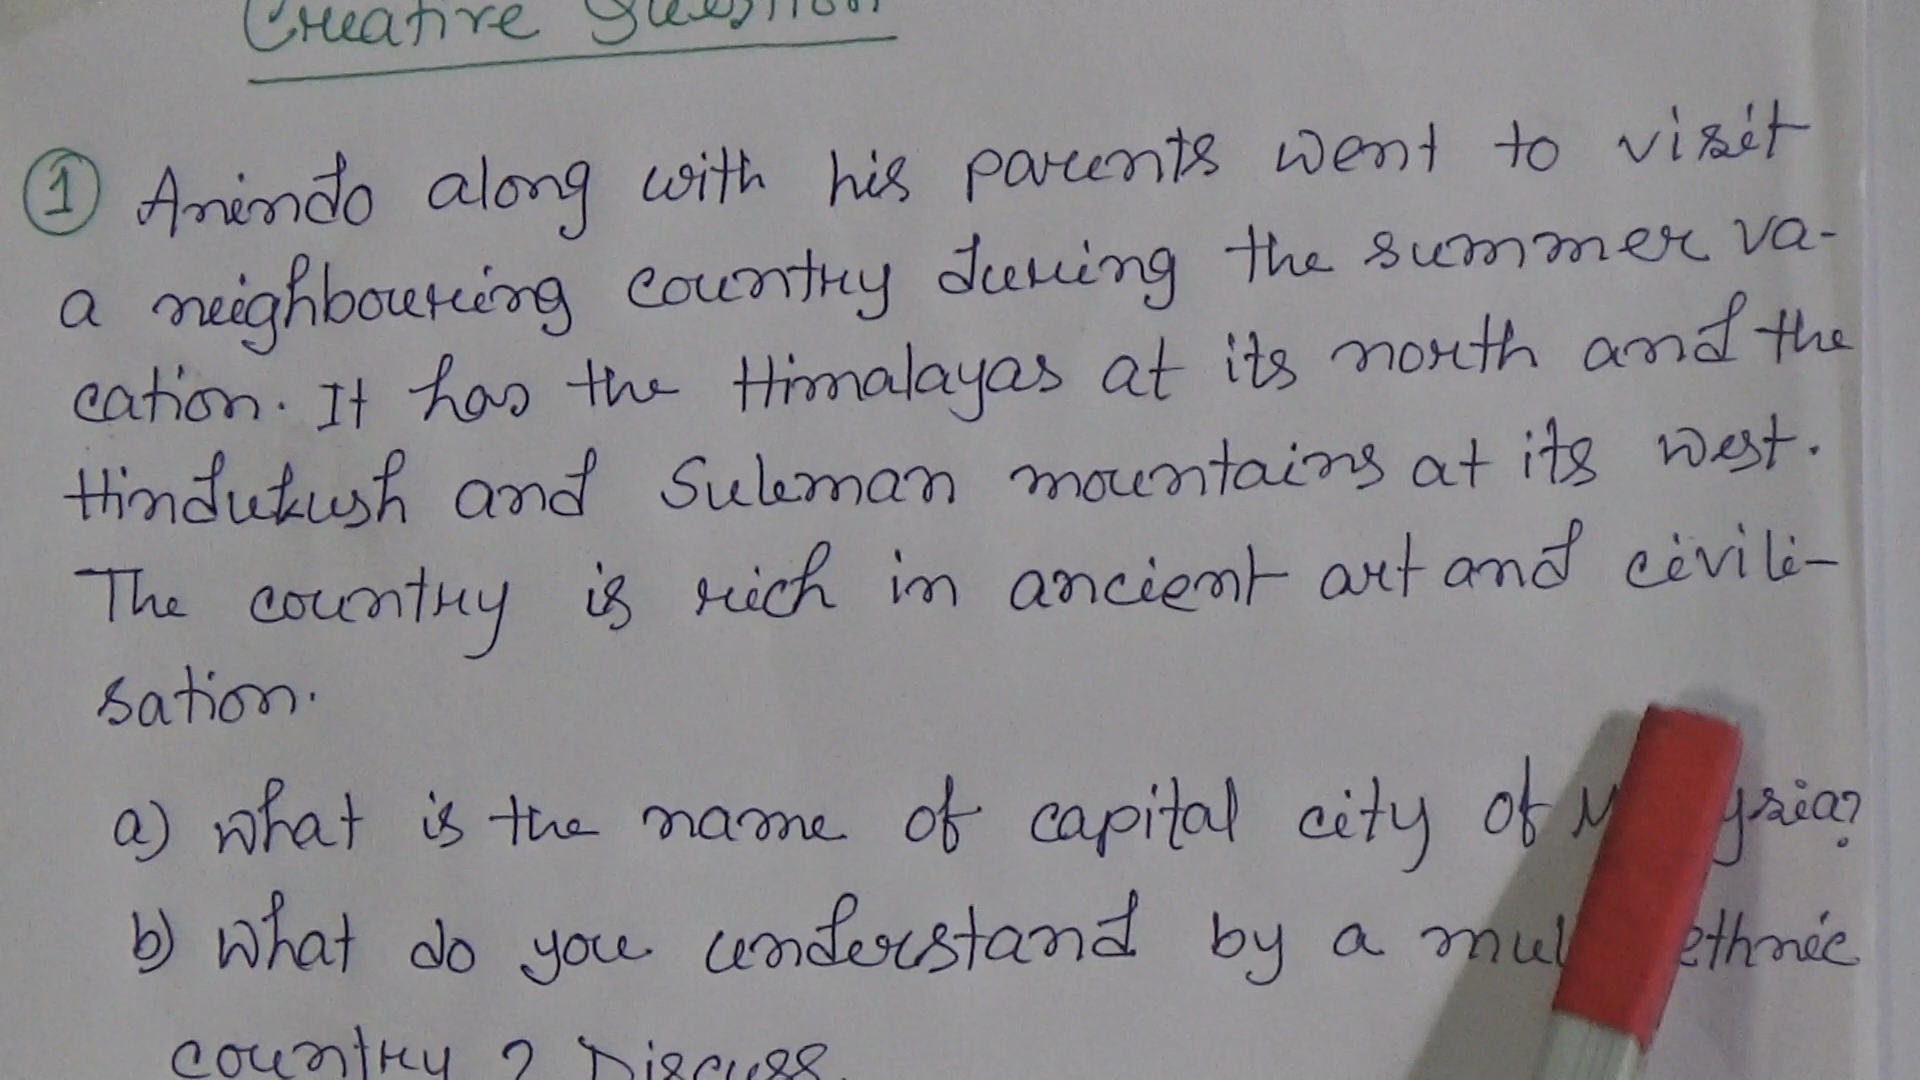 Creative Question
① Anindo along with his parents went to visit
a neighbouring country during the summer va-
cation. It has the Himalayas at its north and the
Hindukush and Suleman mountains at its west.
The country is rich in ancient art and civili-
sation.
a) What is the name of capital city of
b) What do you understand by a ethnic
country? Discuss.